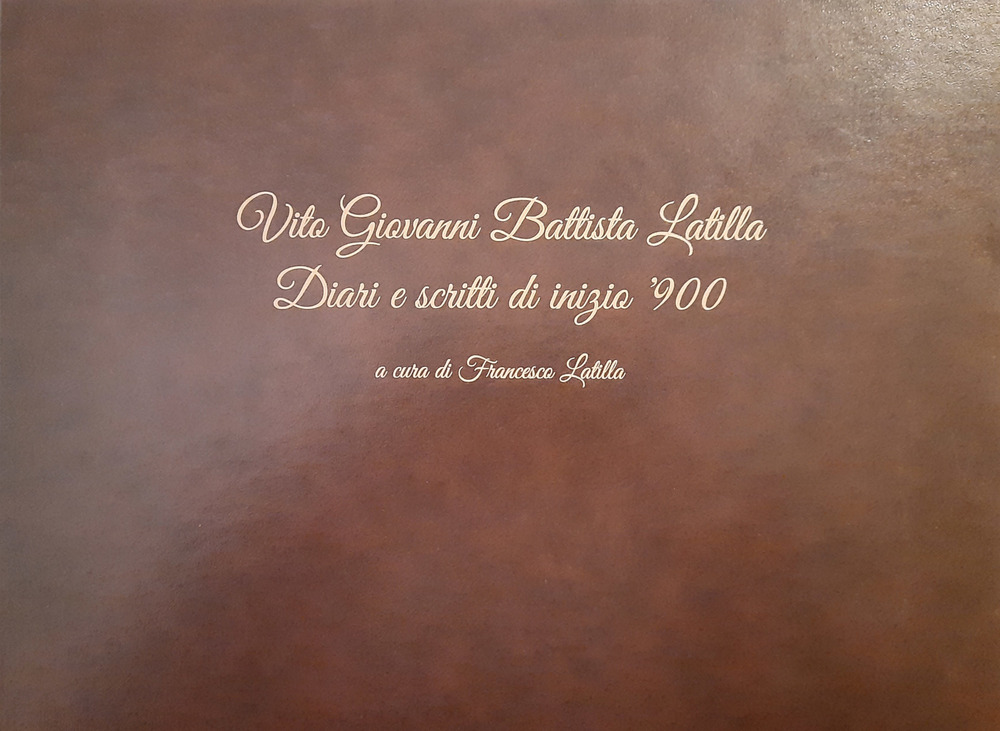 Vito Giovanni Battista Latilla
Diari e scritti di inizio '900
a cura di Francesco Latilla